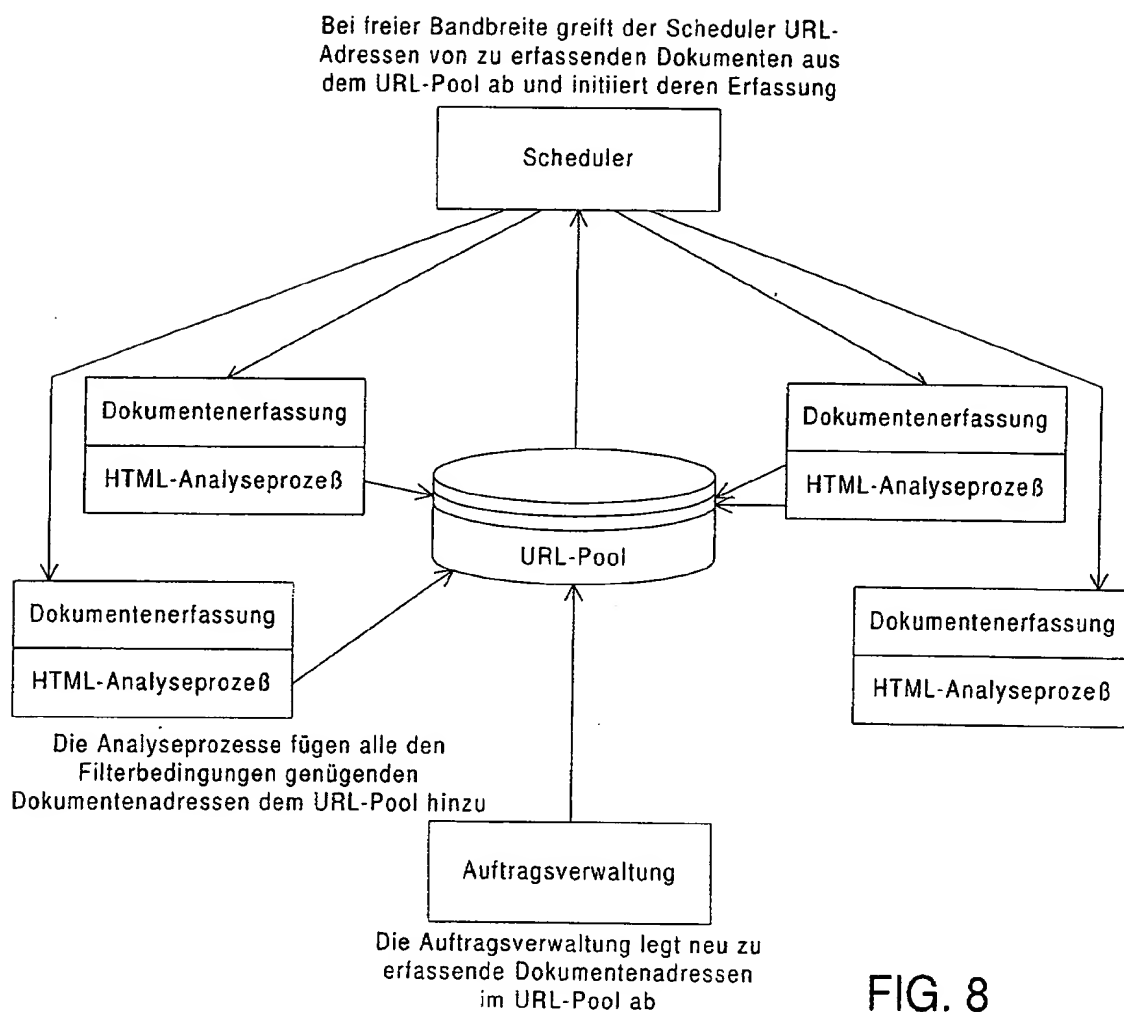 Bei freier Bandbreite greift der Scheduler URL-
Adressen von zu erfassenden Dokumenten aus
dem URL-Pool ab und initiiert deren Erfassung
Scheduler
Dokumentenerfassung
HTML-Analyseprozeß
Dokumentenerfassung
HTML-Analyseprozeß
URL-Pool
Dokumentenerfassung
HTML-Analyseprozeß
Dokumentenerfassung
HTML-Analyseprozeß
Die Analyseprozesse fügen alle den
Filterbedingungen genügenden
Dokumentenadressen dem URL-Pool hinzu
Auftragsverwaltung
Die Auftragsverwaltung legt neu zu
erfassende Dokumentenadressen
im URL-Pool ab
FIG. 8